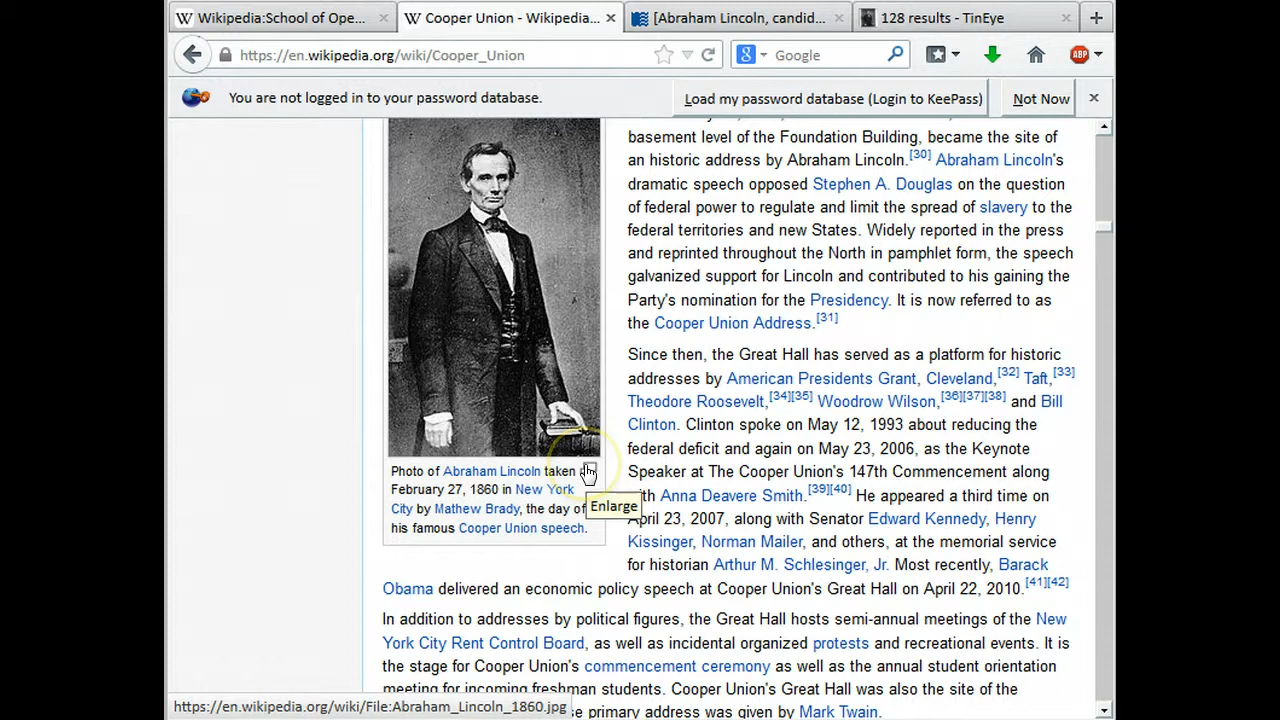 Wikipedia:School of Ope...
Cooper Union - Wikipedia...
[Abraham Lincoln, candid...
128 results - TinEye
https://en.wikipedia.org/wiki/Cooper_Union
Google
ABP
You are not logged in to your password database.
Load my password database (Login to KeePass)
Not Now
basement level of the Foundation Building, became the site of
an historic address by Abraham Lincoln.[30] Abraham Lincoln's
dramatic speech opposed Stephen A. Douglas on the question
of federal power to regulate and limit the spread of slavery to the
federal territories and new States. Widely reported in the press
and reprinted throughout the North in pamphlet form, the speech
galvanized support for Lincoln and contributed to his gaining the
Party's nomination for the Presidency. It is now referred to as
the Cooper Union Address.[31]
Since then, the Great Hall has served as a platform for historic
addresses by American Presidents Grant, Cleveland,[32] Taft,[33]
Theodore Roosevelt,[34][35] Woodrow Wilson,[36][37][38] and Bill
Clinton. Clinton spoke on May 12, 1993 about reducing the
federal deficit and again on May 23, 2006, as the Keynote
Speaker at The Cooper Union's 147th Commencement along
with Anna Deavere Smith.[39][40] He appeared a third time on
April 23, 2007, along with Senator Edward Kennedy, Henry
Kissinger, Norman Mailer, and others, at the memorial service
for historian Arthur M. Schlesinger, Jr. Most recently, Barack
Obama delivered an economic policy speech at Cooper Union's Great Hall on April 22, 2010.[41][42]
Photo of Abraham Lincoln taken
February 27, 1860 in New York
City by Mathew Brady, the day of
his famous Cooper Union speech.
Enlarge
In addition to addresses by political figures, the Great Hall hosts semi-annual meetings of the New
York City Rent Control Board, as well as incidental organized protests and recreational events. It is
the stage for Cooper Union's commencement ceremony as well as the annual student orientation
meeting for incoming freshman students. Cooper Union's Great Hall was also the site of the
primary address was given by Mark Twain.
https://en.wikipedia.org/wiki/File:Abraham_Lincoln_1860.jpg